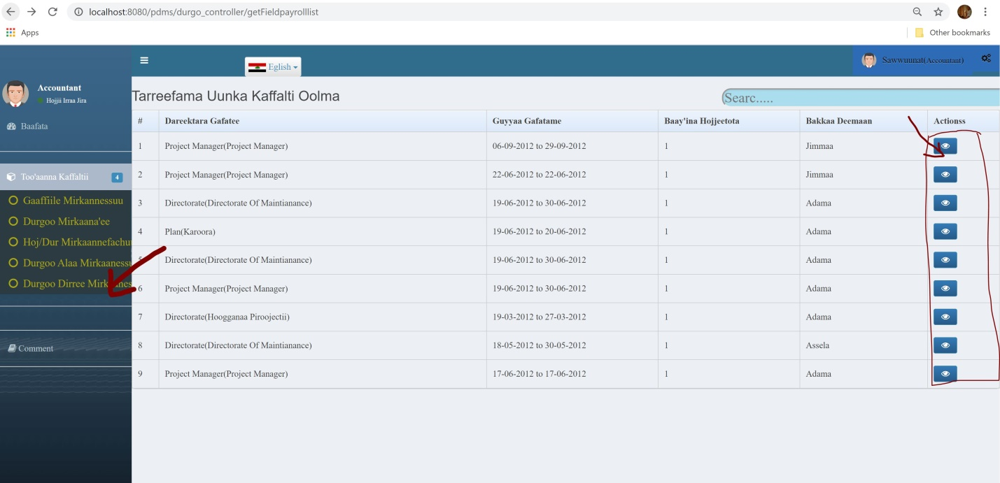 localhost:8080/pdms/durgo_controller/getFieldpayrolllist
Apps
Other bookmarks
Eglish
Sawwuunat(Accountant)
Accountant
Hojjii Irraa Jira
Baafata
Too'aanna Kaffaltii 4
Gaaffiile Mirkannessuu
Durgoo Mirkaana'ee
Hoj/Dur Mirkaannefachuu
Durgoo Alaa Mirkaanessu
Durgoo Dirree
Comment
Tarreefama Uunka Kaffalti Oolma
Searc.....
# Dareektara Gafatee Guyyaa Gafatame Baay'ina Hojjeetota Bakkaa Deemaan Actionss
1 Project Manager(Project Manager) 06-09-2012 to 29-09-2012 1 Jimmaa
2 Project Manager(Project Manager) 22-06-2012 to 22-06-2012 1 Jimmaa
3 Directorate(Directorate Of Maintianance) 19-06-2012 to 30-06-2012 1 Adama
4 Plan(Karoora) 19-06-2012 to 20-06-2012 1 Adama
5 Directorate(Directorate Of Maintianance) 19-06-2012 to 30-06-2012 1 Adama
6 Project Manager(Project Manager) 19-06-2012 to 30-06-2012 1 Adama
7 Directorate(Hoogganaa Piroojectii) 19-03-2012 to 27-03-2012 1 Adama
8 Directorate(Directorate Of Maintianance) 18-05-2012 to 30-05-2012 1 Assela
9 Project Manager(Project Manager) 17-06-2012 to 17-06-2012 1 Adama